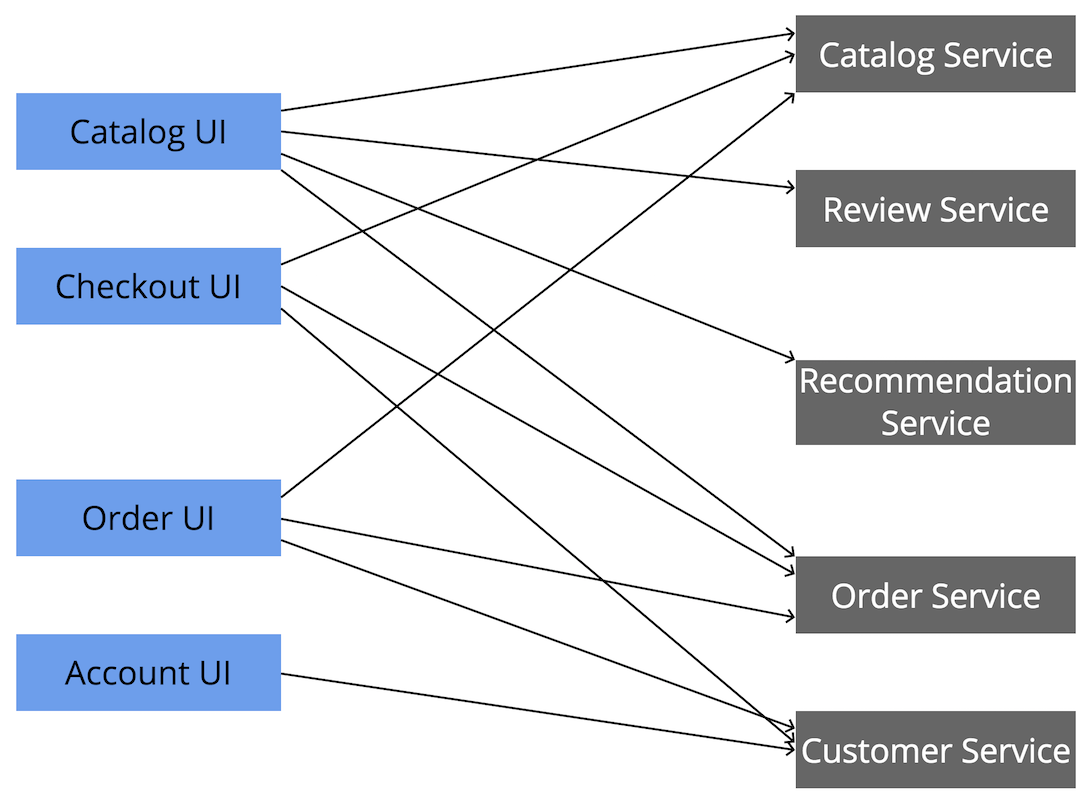 Catalog UI
Checkout UI
Order UI
Account UI
Catalog Service
Review Service
Recommendation
Service
Order Service
Customer Service